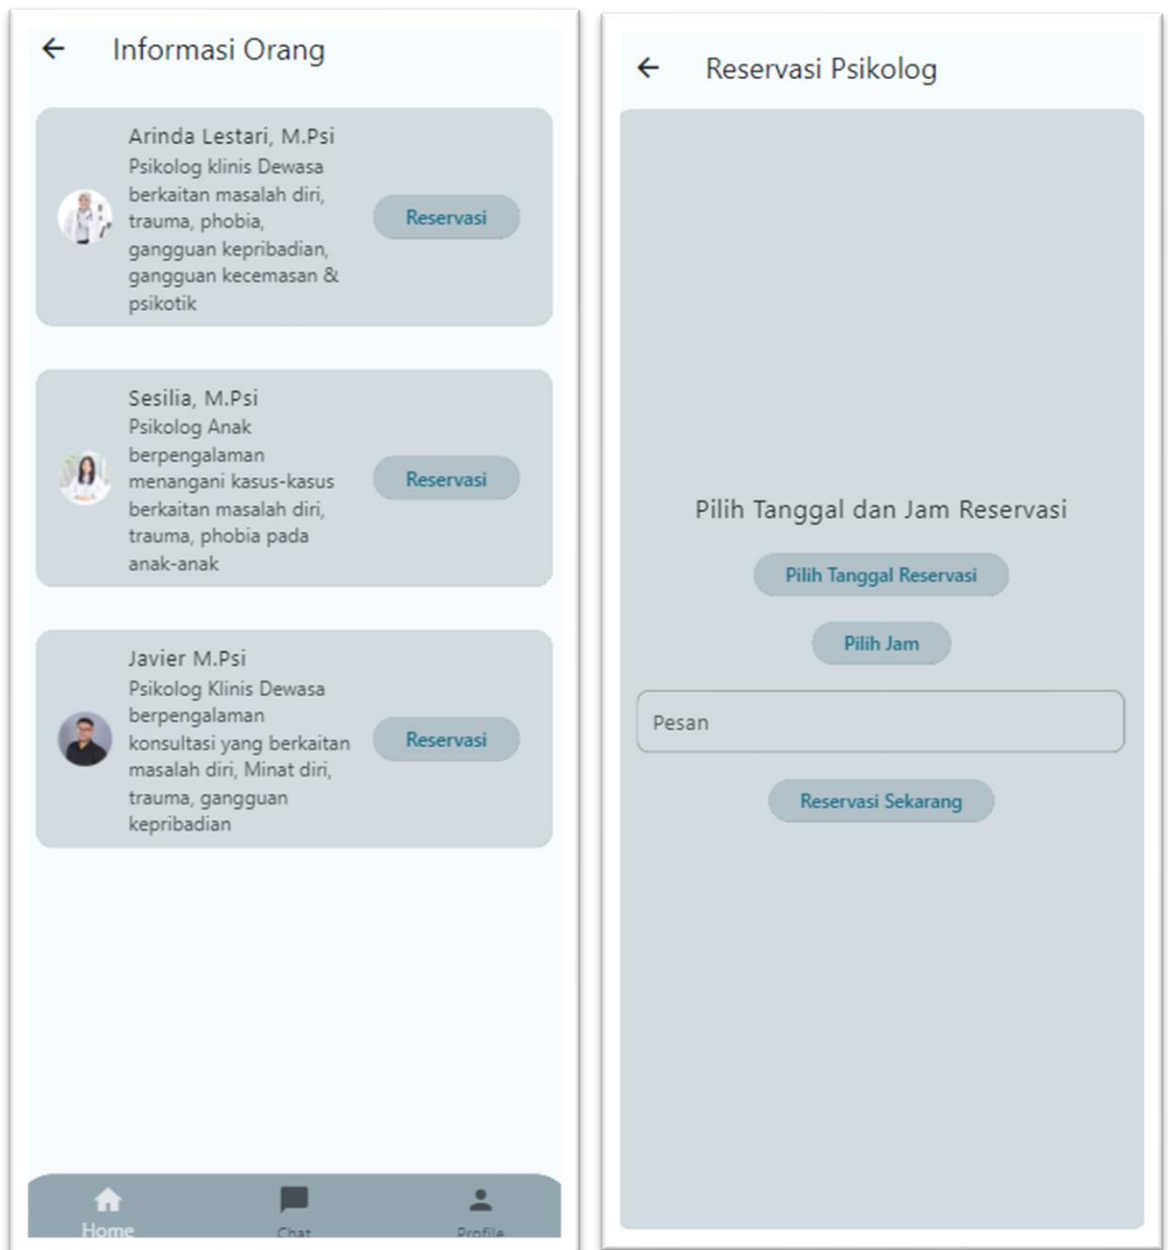 Informasi Orang
Arinda Lestari, M.Psi
Psikolog klinis Dewasa
berkaitan masalah diri,
trauma, phobia,
gangguan kepribadian,
gangguan kecemasan &
psikotik
Reservasi
Sesilia, M.Psi
Psikolog Anak
berpengalaman
menangani kasus-kasus
berkaitan masalah diri,
trauma, phobia pada
anak-anak
Reservasi
Javier M.Psi
Psikolog Klinis Dewasa
berpengalaman
konsultasi yang berkaitan
masalah diri, Minat diri,
trauma, gangguan
kepribadian
Reservasi
Home
Chat
Profile
Reservasi Psikolog
Pilih Tanggal dan Jam Reservasi
Pilih Tanggal Reservasi
Pilih Jam
Pesan
Reservasi Sekarang